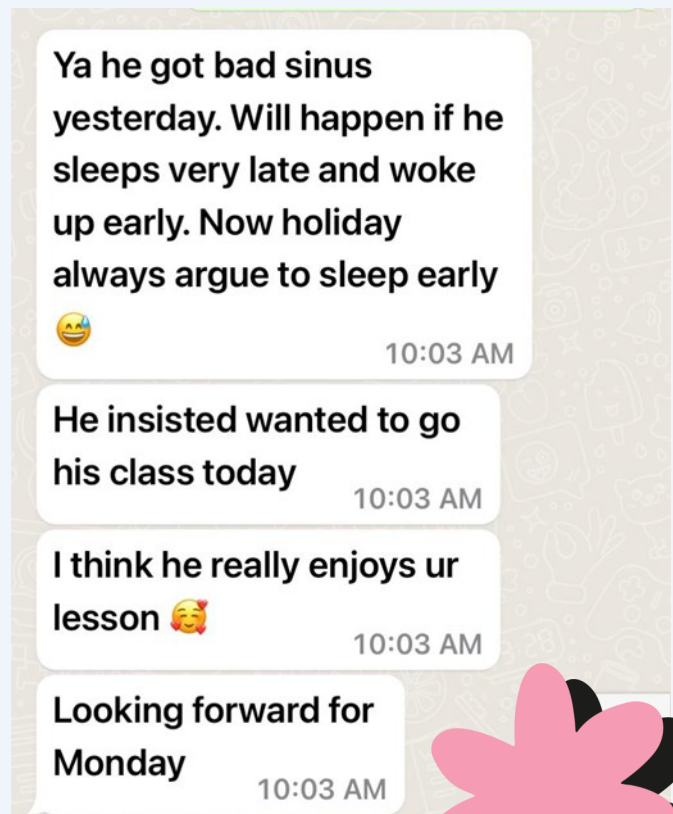 Ya he got bad sinus
yesterday. Will happen if he
sleeps very late and woke
up early. Now holiday
always argue to sleep early
😅
10:03 AM
He insisted wanted to go
his class today
10:03 AM
I think he really enjoys ur
lesson 🥰
10:03 AM
Looking forward for
Monday
10:03 AM